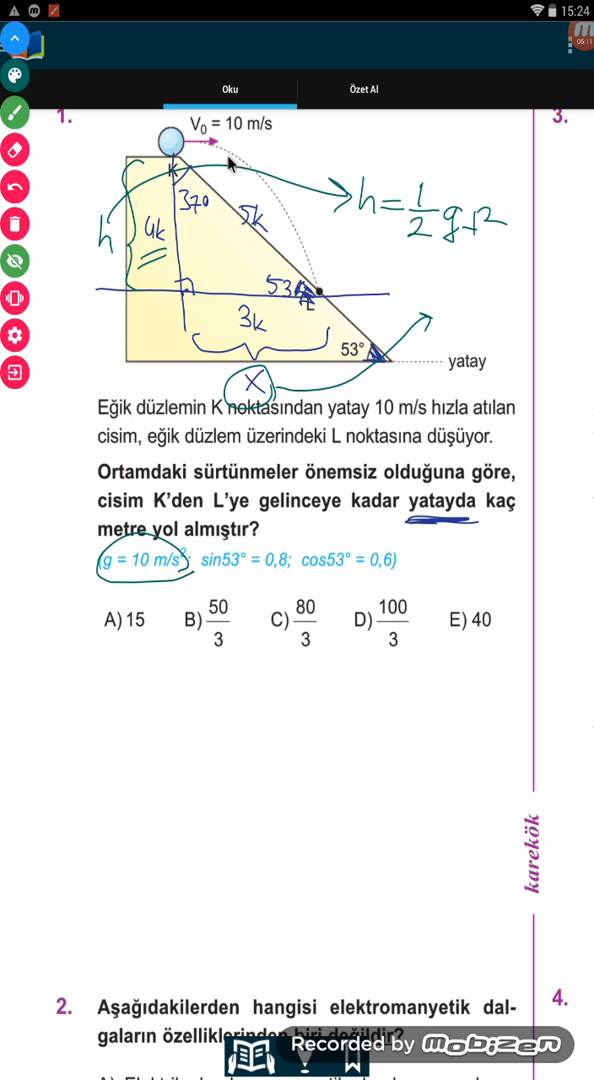 15:24
05:11
Oku
Özet Al
1.
3.
V₀ = 10 m/s
K
37°
5k
h
4k
h = 1/2 g t²
53
L
3k
53°
yatay
X
Eğik düzlemin K noktasından yatay 10 m/s hızla atılan
cisim, eğik düzlem üzerindeki L noktasına düşüyor.
Ortamdaki sürtünmeler önemsiz olduğuna göre,
cisim K'den L'ye gelinceye kadar yatayda kaç
metre yol almıştır?
(g = 10 m/s²; sin53° = 0,8; cos53° = 0,6)
A) 15 B) 50/3 C) 80/3 D) 100/3 E) 40
karekök
2. Aşağıdakilerden hangisi elektromanyetik dal-
4.
gaların özelliklerinden biri değildir?
Recorded by mobizen